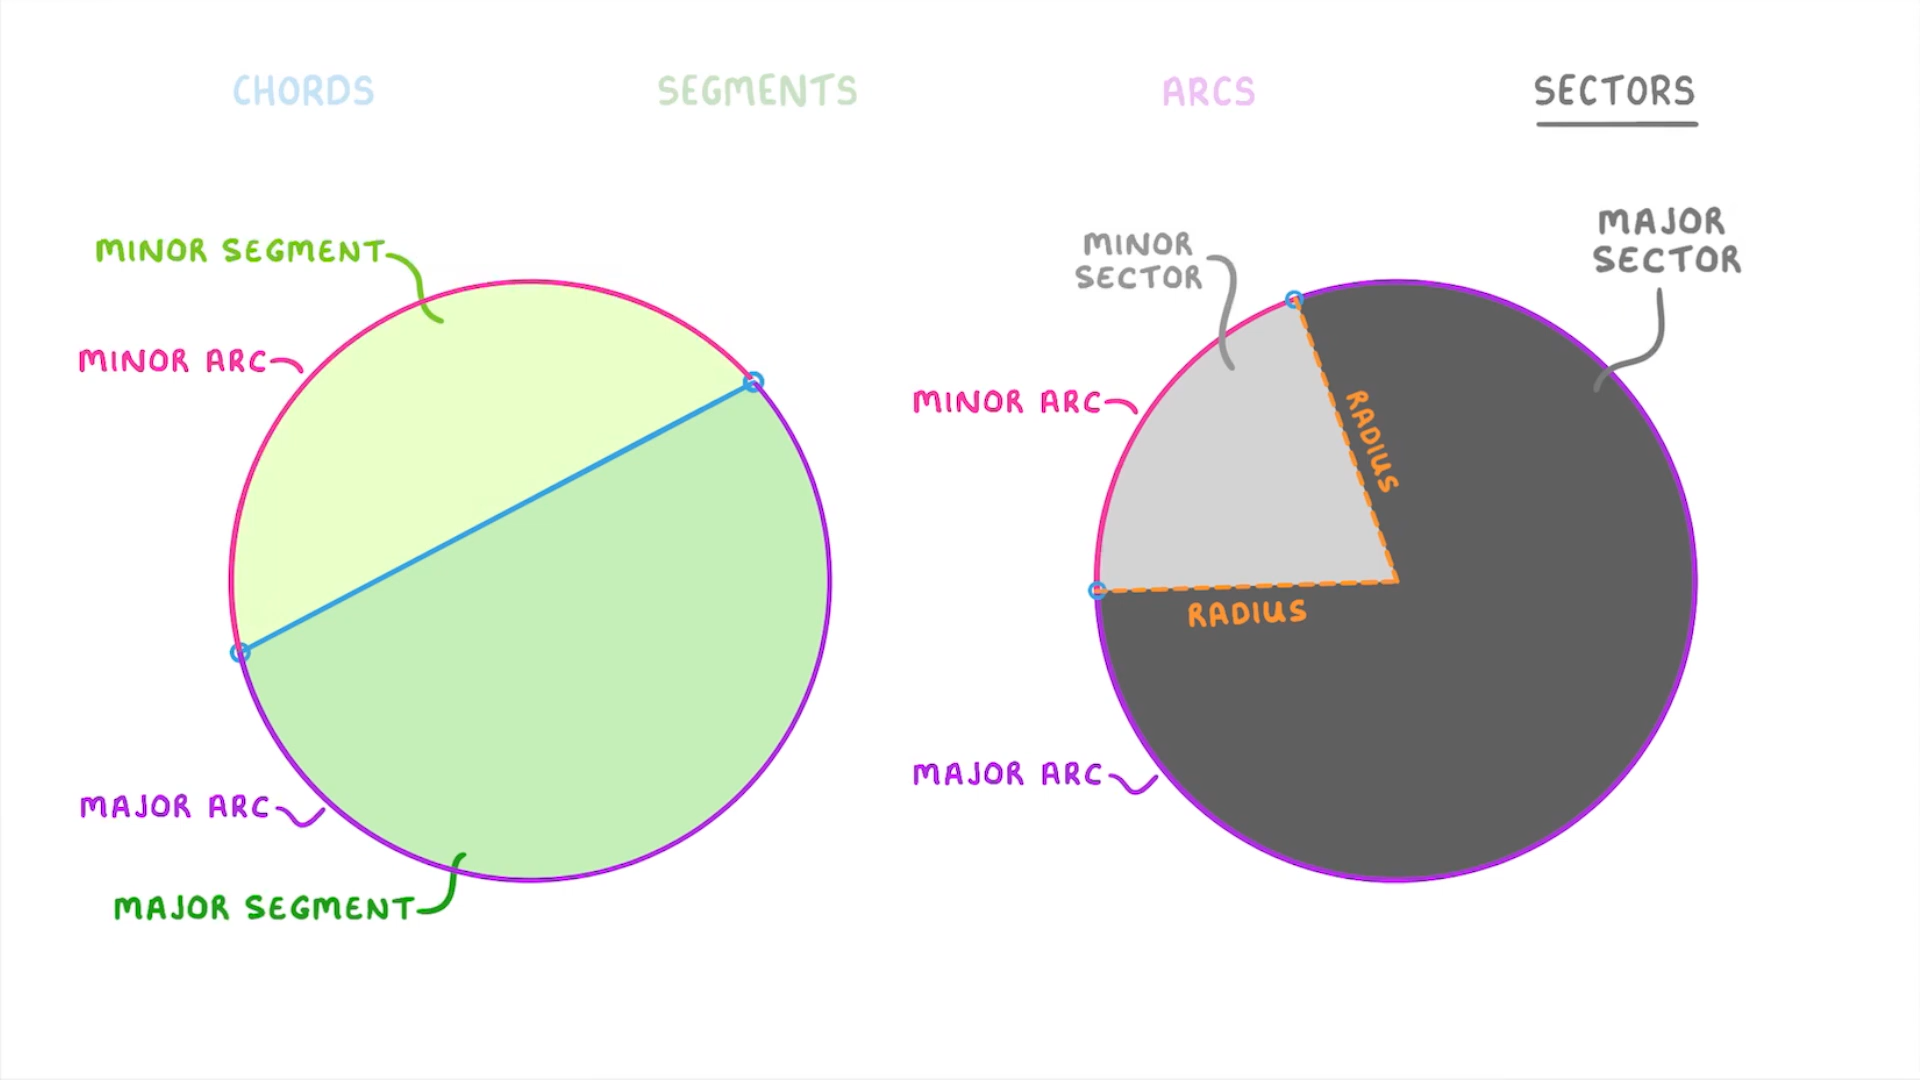 CHORDS SEGMENTS ARCS SECTORS
MINOR SEGMENT
MINOR ARC
MAJOR ARC
MAJOR SEGMENT
MINOR
SECTOR
MAJOR
SECTOR
MINOR ARC
RADIUS
RADIUS
MAJOR ARC